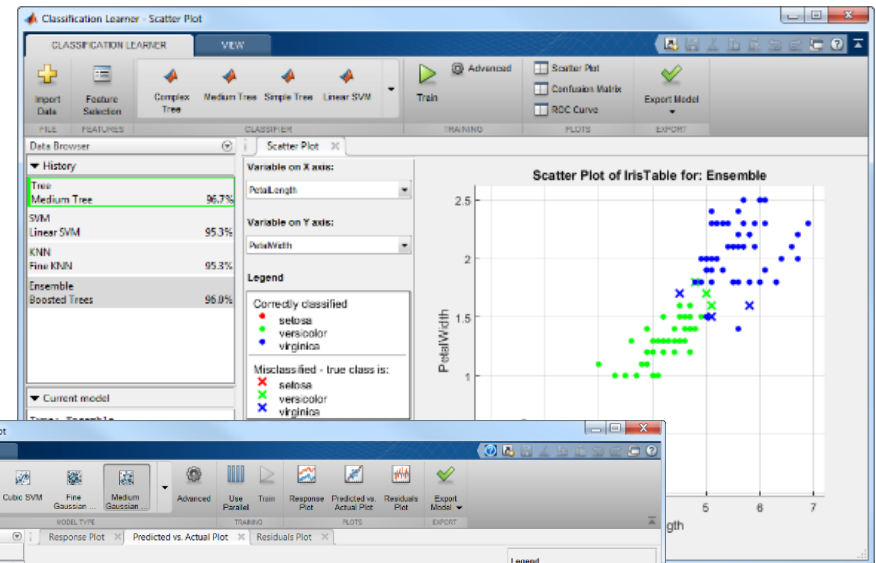 Classification Learner - Scatter Plot
CLASSIFICATION LEARNER VIEW
Import Data
Feature Selection
Complex Tree
Medium Tree
Simple Tree
Linear SVM
Train
Advanced
Scatter Plot
Confusion Matrix
ROC Curve
Export Model
FILE FEATURES CLASSIFIER TRAINING PLOTS EXPORT
Data Browser
Scatter Plot
History
Tree
Medium Tree 96.7%
SVM
Linear SVM 95.3%
KNN
Fine KNN 95.3%
Ensemble
Boosted Trees 96.0%
Current model
Variable on X axis:
PetalLength
Variable on Y axis:
PetalWidth
Legend
Correctly classified
setosa
versicolor
virginica
Misclassified - true class is:
setosa
versicolor
virginica
Scatter Plot of IrisTable for: Ensemble
PetalWidth
2.5
2
1.5
1
5 6 7
gth
ot
Cubic SVM
Fine Gaussian ...
Medium Gaussian ...
Advanced
Use Parallel
Train
Response Plot
Predicted vs. Actual Plot
Residuals Plot
Export Model
MODEL TYPE TRAINING PLOTS EXPORT
Response Plot Predicted vs. Actual Plot Residuals Plot
Legend